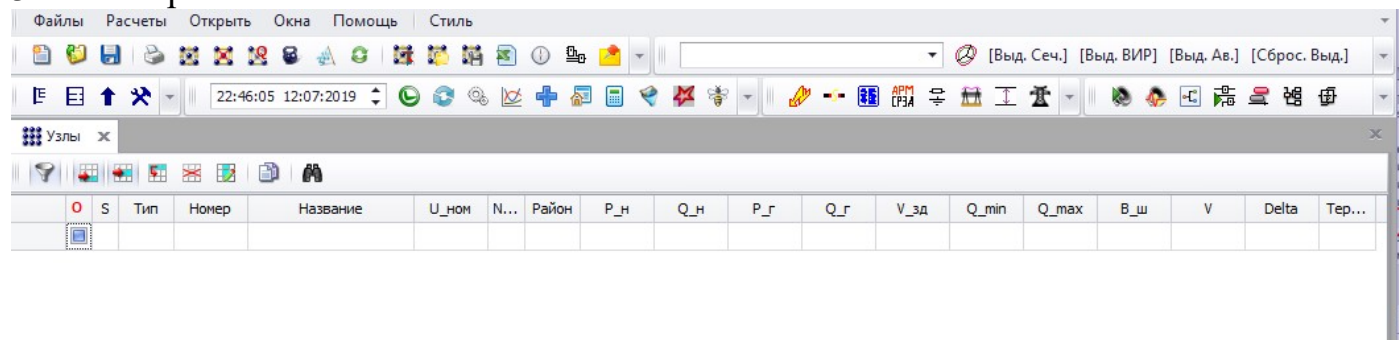 Файлы Расчеты Открыть Окна Помощь Стиль
[Выд. Сеч.] [Выд. ВИР] [Выд. Ав.] [Сброс. Выд.]
22:46:05 12:07:2019 АРМ СРЗА
Узлы
О S Тип Номер Название U_ном N... Район P_н Q_н P_г Q_г V_зд Q_min Q_max B_ш V Delta Тер...